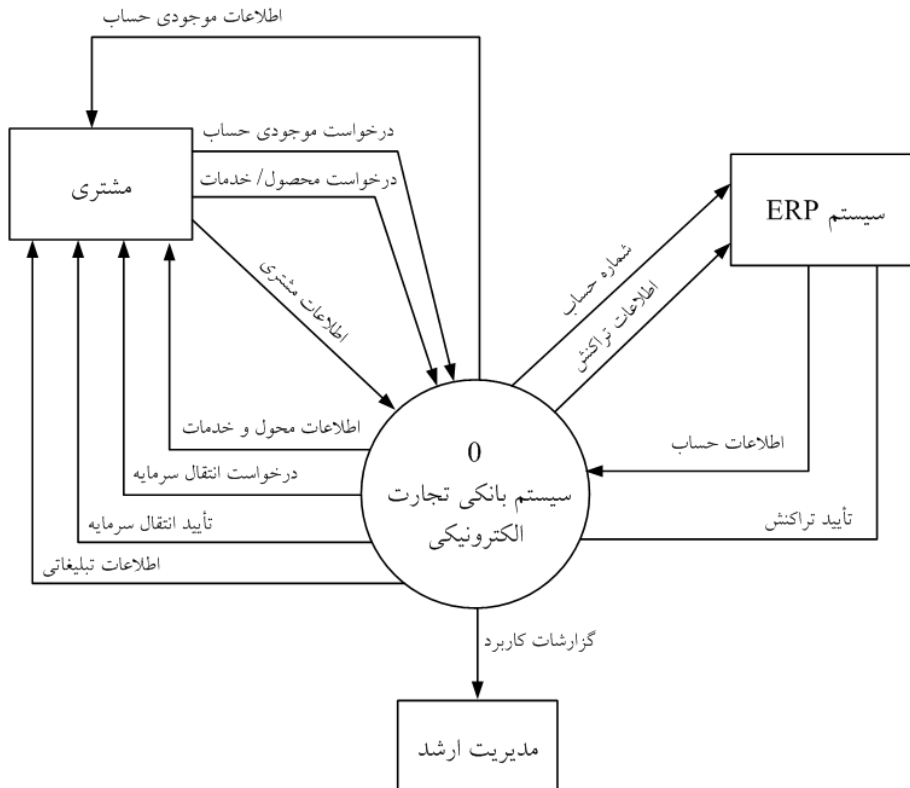 اطلاعات موجودی حساب
درخواست موجودی حساب
درخواست محصول/ خدمات
مشتری
سیستم ERP
اطلاعات مشتری
شماره حساب
اطلاعات تراکنش
اطلاعات محول و خدمات
درخواست انتقال سرمایه
تأیید انتقال سرمایه
اطلاعات تبلیغاتی
0
سیستم بانکی تجارت
الکترونیکی
اطلاعات حساب
تأیید تراکنش
گزارشات کاربرد
مدیریت ارشد